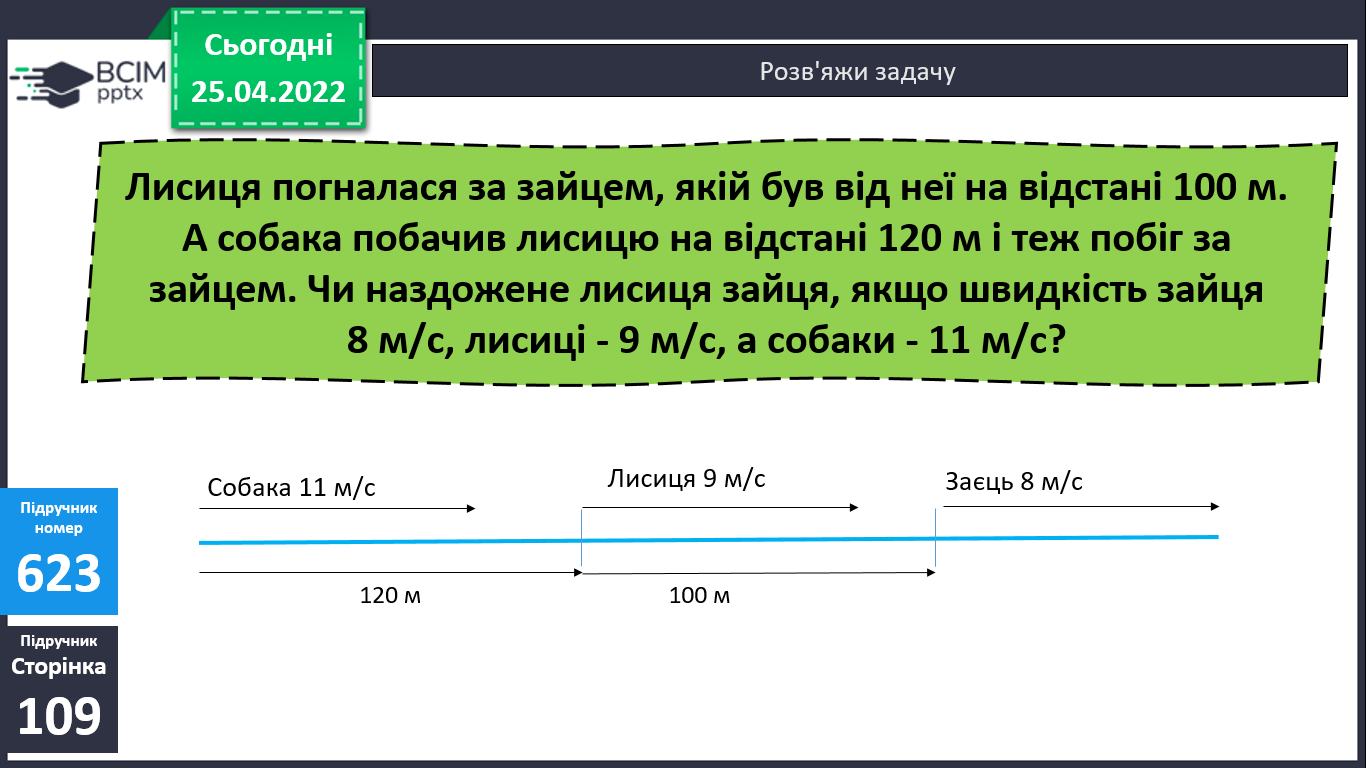 Сьогодні
25.04.2022
ВСІМ
pptx
Розв'яжи задачу
Лисиця погналася за зайцем, якій був від неї на відстані 100 м.
А собака побачив лисицю на відстані 120 м і теж побіг за
зайцем. Чи наздожене лисиця зайця, якщо швидкість зайця
8 м/с, лисиці - 9 м/с, а собаки - 11 м/с?
Собака 11 м/с
Лисиця 9 м/с
Заєць 8 м/с
120 м
100 м
Підручник
номер
623
Підручник
Сторінка
109